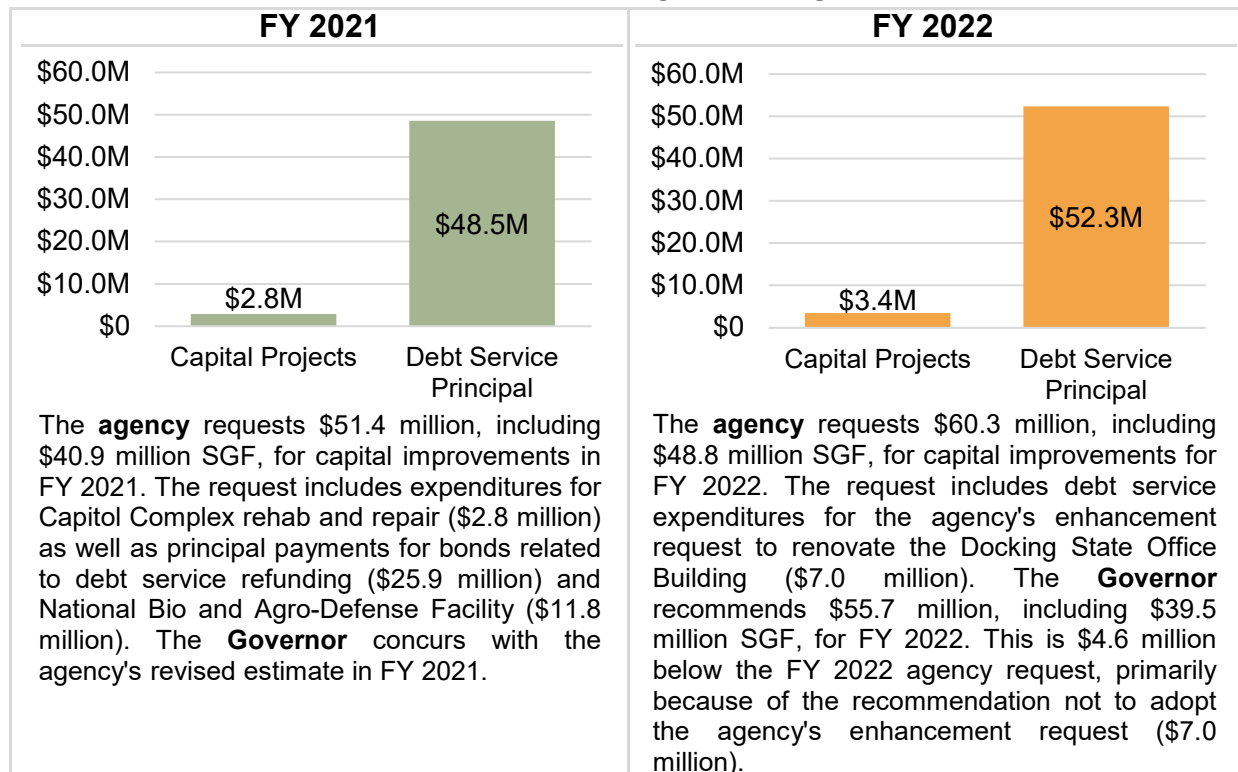 FY 2021
$60.0M
$50.0M
$40.0M
$30.0M
$20.0M
$10.0M
$0
$2.8M
$48.5M
Capital Projects
Debt Service
Principal
The agency requests $51.4 million, including
$40.9 million SGF, for capital improvements in
FY 2021. The request includes expenditures for
Capitol Complex rehab and repair ($2.8 million)
as well as principal payments for bonds related
to debt service refunding ($25.9 million) and
National Bio and Agro-Defense Facility ($11.8
million). The Governor concurs with the
agency's revised estimate in FY 2021.
FY 2022
$60.0M
$50.0M
$40.0M
$30.0M
$20.0M
$10.0M
$0
$3.4M
$52.3M
Capital Projects
Debt Service
Principal
The agency requests $60.3 million, including
$48.8 million SGF, for capital improvements for
FY 2022. The request includes debt service
expenditures for the agency's enhancement
request to renovate the Docking State Office
Building ($7.0 million). The Governor
recommends $55.7 million, including $39.5
million SGF, for FY 2022. This is $4.6 million
below the FY 2022 agency request, primarily
because of the recommendation not to adopt
the agency's enhancement request ($7.0
million).